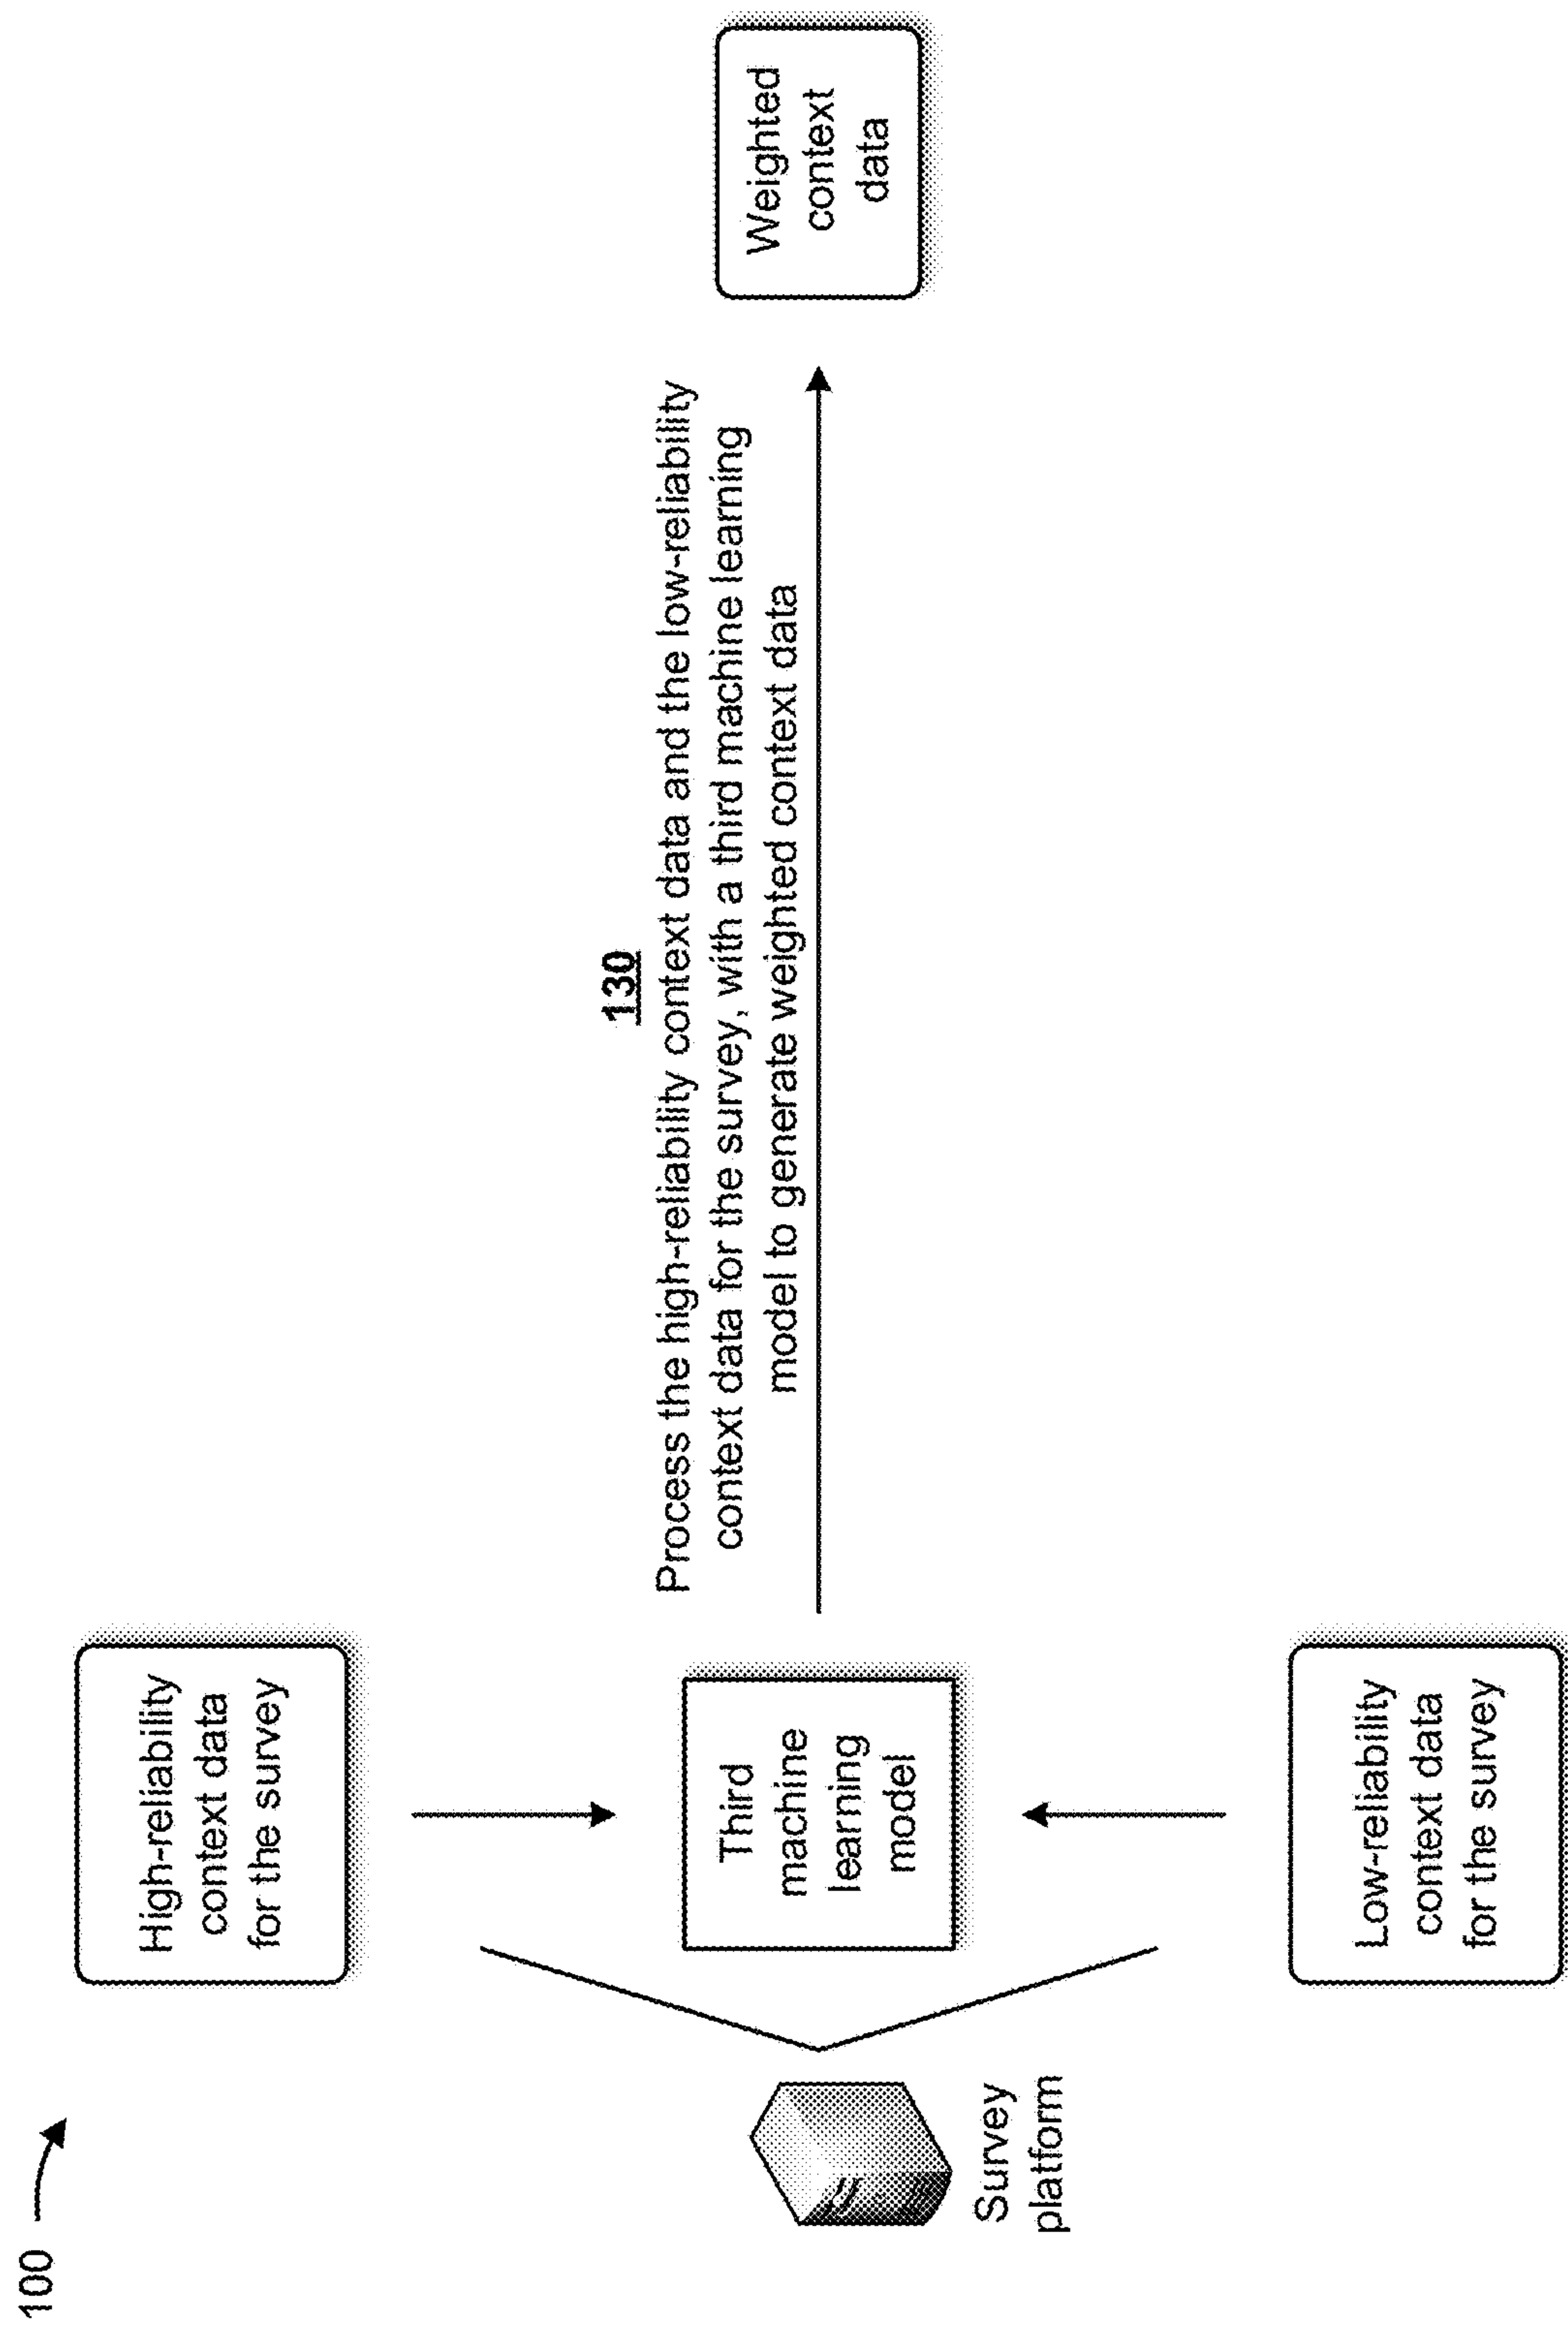 100
High-reliability
context data
for the survey
130
Process the high-reliability context data and the low-reliability
context data for the survey, with a third machine learning
model to generate weighted context data
Survey
platform
Third
machine
learning
model
Weighted
context
data
Low-reliability
context data
for the survey